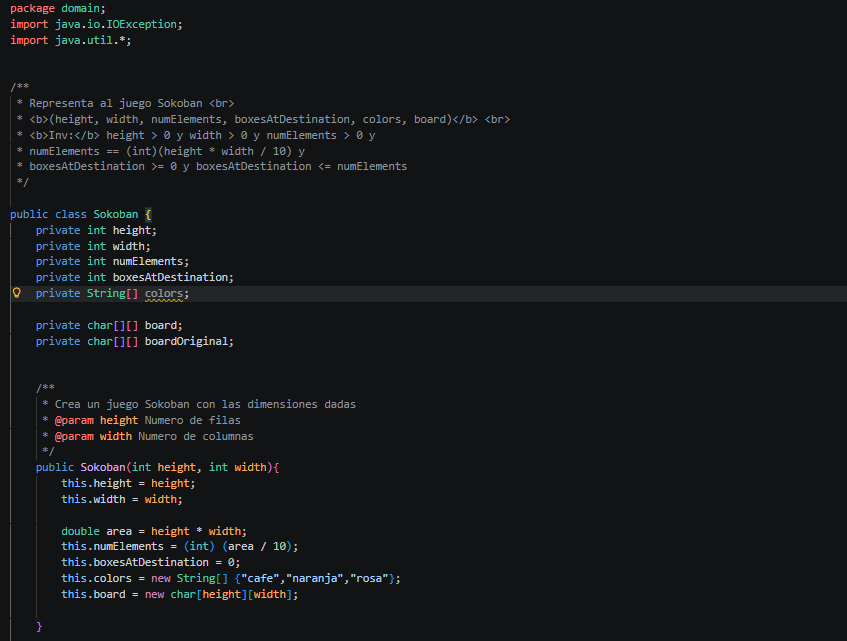 package domain;
import java.io.IOException;
import java.util.*;
/**
 * Representa al juego Sokoban <br>
 * <b>(height, width, numElements, boxesAtDestination, colors, board)</b> <br>
 * <b>Inv:</b> height > 0 y width > 0 y numElements > 0 y
 * numElements == (int)(height * width / 10) y
 * boxesAtDestination >= 0 y boxesAtDestination <= numElements
 */
public class Sokoban {
    private int height;
    private int width;
    private int numElements;
    private int boxesAtDestination;
    private String[] colors;
    private char[][] board;
    private char[][] boardOriginal;
    /**
     * Crea un juego Sokoban con las dimensiones dadas
     * @param height Numero de filas
     * @param width Numero de columnas
     */
    public Sokoban(int height, int width){
        this.height = height;
        this.width = width;
        double area = height * width;
        this.numElements = (int) (area / 10);
        this.boxesAtDestination = 0;
        this.colors = new String[] {"cafe","naranja","rosa"};
        this.board = new char[height][width];
    }